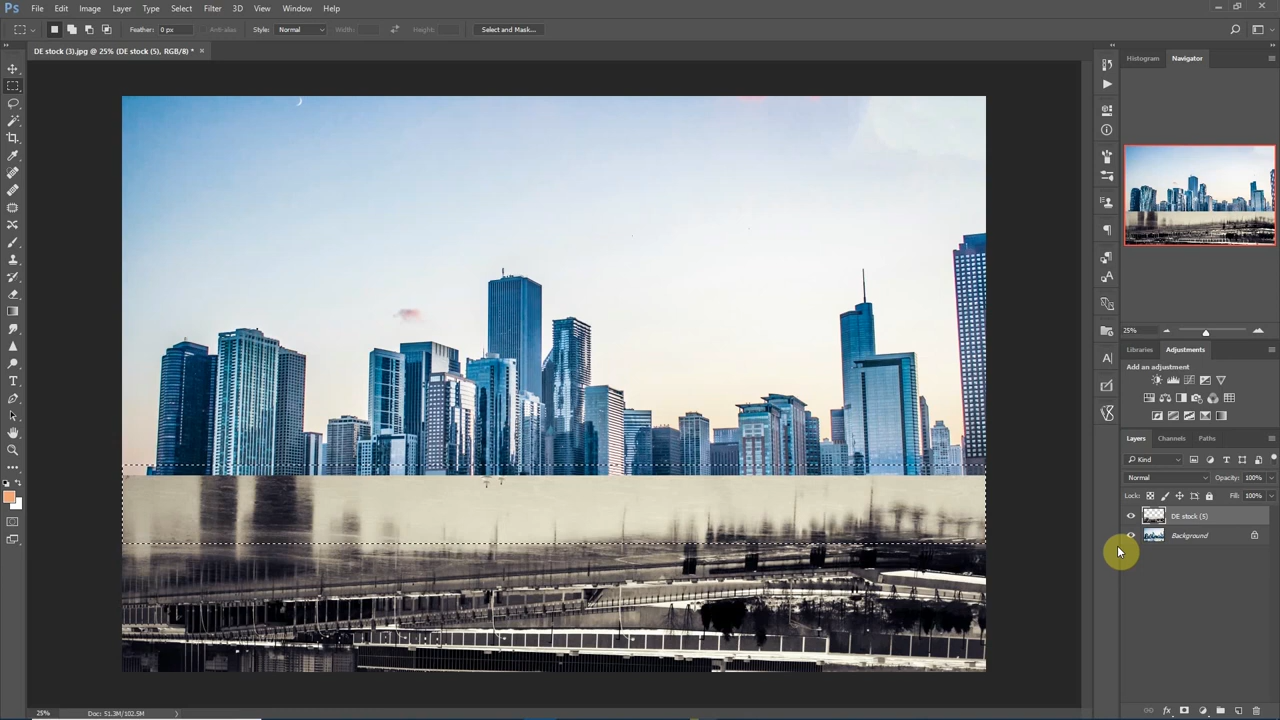 Ps File Edit Image Layer Type Select Filter 3D View Window Help
Feather: 0 px Anti-alias Style: Normal Width: Height: Select and Mask...
DE stock (3).jpg @ 25% (DE stock (5), RGB/8) * ×
Histogram Navigator
25%
Libraries Adjustments
Add an adjustment
Layers Channels Paths
Kind
Normal Opacity: 100%
Lock: Fill: 100%
DE stock (5)
Background
25% Doc: 51.3M/102.5M